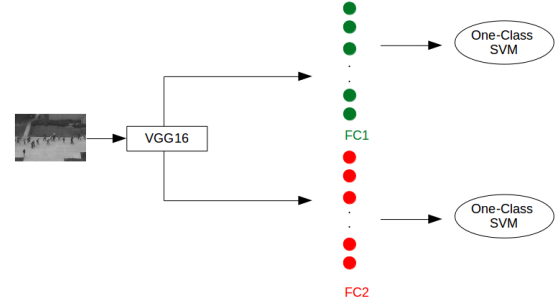 One-Class
SVM
VGG16
FC1
One-Class
SVM
FC2